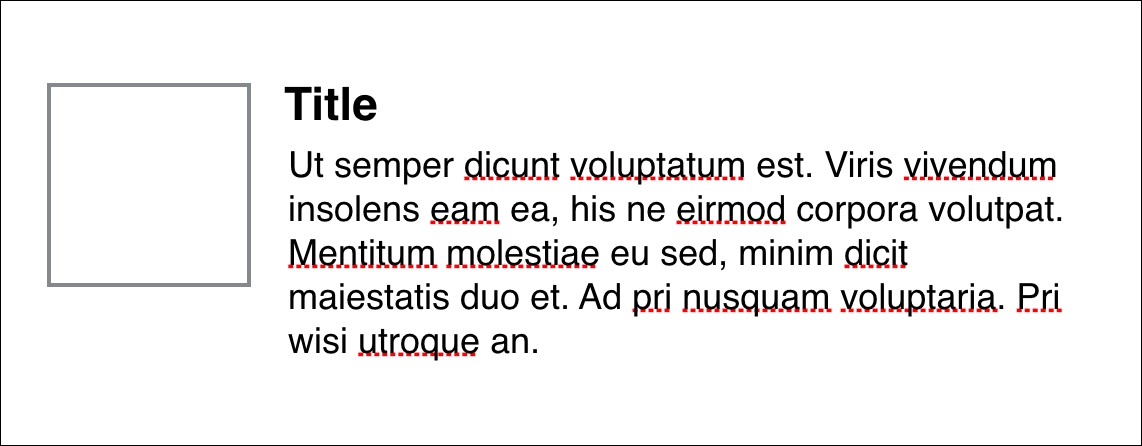 Title
Ut semper dicunt voluptatum est. Viris vivendum
insolens eam ea, his ne eirmod corpora volutpat.
Mentitum molestiae eu sed, minim dicit
maiestatis duo et. Ad pri nusquam voluptaria. Pri
wisi utroque an.